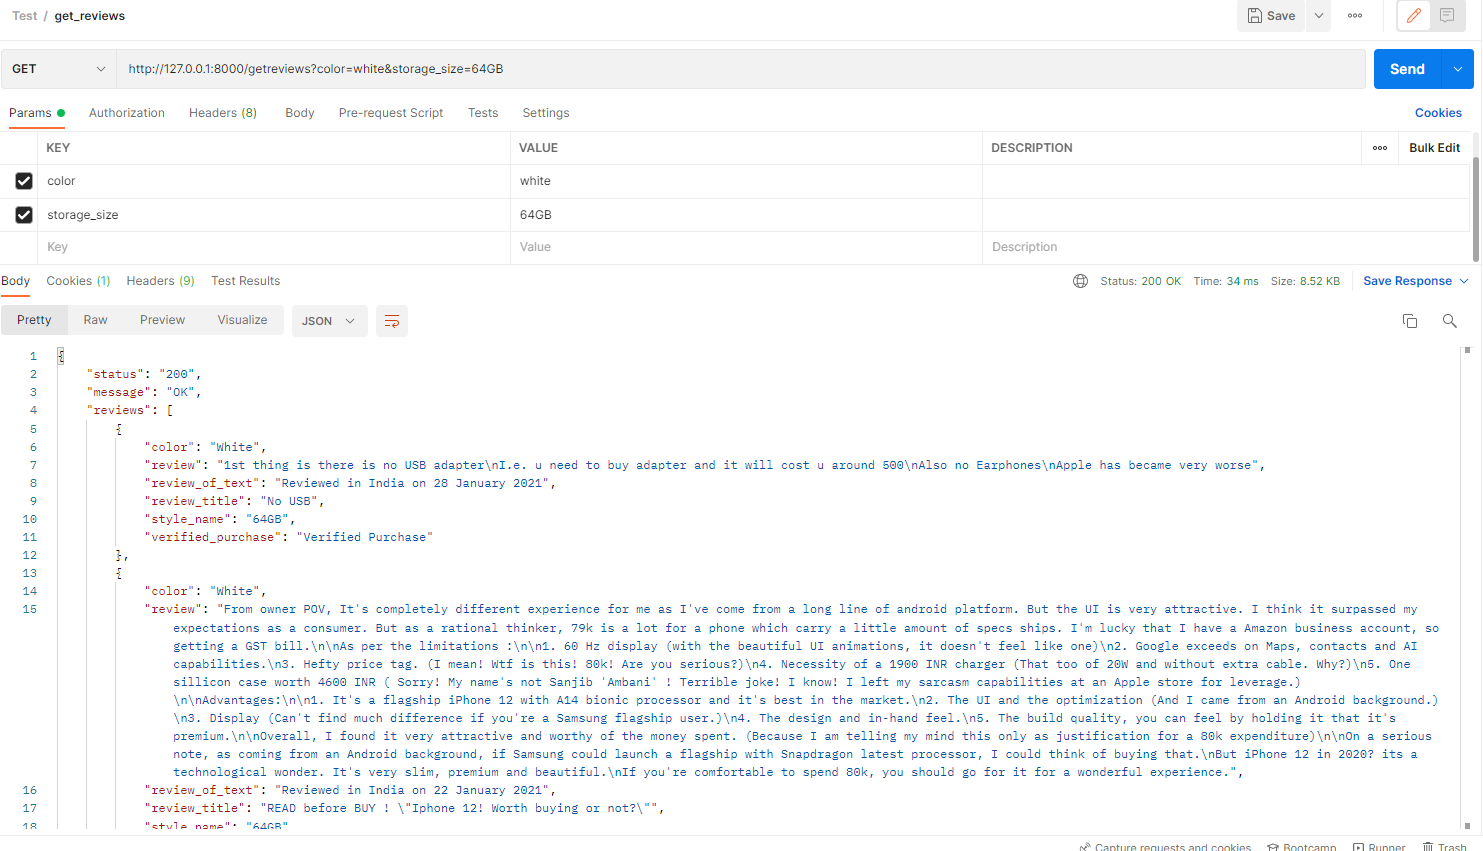 Test / get_reviews
Save
GET http://127.0.0.1:8000/getreviews?color=white&storage_size=64GB Send
Params Authorization Headers (8) Body Pre-request Script Tests Settings Cookies
KEY VALUE DESCRIPTION Bulk Edit
color white
storage_size 64GB
Key Value Description
Body Cookies (1) Headers (9) Test Results Status: 200 OK Time: 34 ms Size: 8.52 KB Save Response
Pretty Raw Preview Visualize JSON
1 {
2 "status": "200",
3 "message": "OK",
4 "reviews": [
5 {
6 "color": "White",
7 "review": "1st thing is there is no USB adapter\nI.e. u need to buy adapter and it will cost u around 500\nAlso no Earphones\nApple has became very worse",
8 "review_of_text": "Reviewed in India on 28 January 2021",
9 "review_title": "No USB",
10 "style_name": "64GB",
11 "verified_purchase": "Verified Purchase"
12 },
13 {
14 "color": "White",
15 "review": "From owner POV, It's completely different experience for me as I've come from a long line of android platform. But the UI is very attractive. I think it surpassed my
expectations as a consumer. But as a rational thinker, 79k is a lot for a phone which carry a little amount of specs ships. I'm lucky that I have a Amazon business account, so
getting a GST bill.\n\nAs per the limitations :\n\n1. 60 Hz display (with the beautiful UI animations, it doesn't feel like one)\n2. Google exceeds on Maps, contacts and AI
capabilities.\n3. Hefty price tag. (I mean! Wtf is this! 80k! Are you serious?)\n4. Necessity of a 1900 INR charger (That too of 20W and without extra cable. Why?)\n5. One
sillicon case worth 4600 INR ( Sorry! My name's not Sanjib 'Ambani' ! Terrible joke! I know! I left my sarcasm capabilities at an Apple store for leverage.)
\n\nAdvantages:\n\n1. It's a flagship iPhone 12 with A14 bionic processor and it's best in the market.\n2. The UI and the optimization (And I came from an Android background.)
\n3. Display (Can't find much difference if you're a Samsung flagship user.)\n4. The design and in-hand feel.\n5. The build quality, you can feel by holding it that it's
premium.\n\nOverall, I found it very attractive and worthy of the money spent. (Because I am telling my mind this only as justification for a 80k expenditure)\n\nOn a serious
note, as coming from an Android background, if Samsung could launch a flagship with Snapdragon latest processor, I could think of buying that.\nBut iPhone 12 in 2020? its a
technological wonder. It's very slim, premium and beautiful.\nIf you're comfortable to spend 80k, you should go for it for a wonderful experience.",
16 "review_of_text": "Reviewed in India on 22 January 2021",
17 "review_title": "READ before BUY ! \"Iphone 12! Worth buying or not?\"",
18 "style_name": "64GB"
Capture requests and cookies Bootcamp Runner Trash